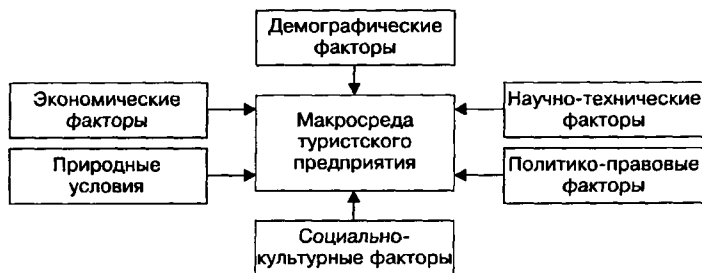 Демографические
факторы
Экономические
факторы
Макросреда
туристского
предприятия
Научно-технические
факторы
Природные
условия
Политико-правовые
факторы
Социально-
культурные факторы